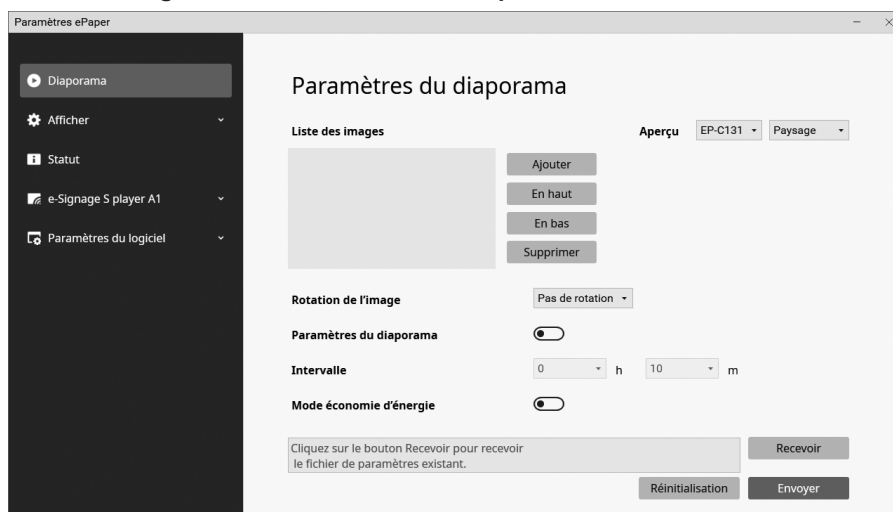 Paramètres ePaper
Diaporama
Afficher
Statut
e-Signage S player A1
Paramètres du logiciel
Paramètres du diaporama
Liste des images
Aperçu
EP-C131
Paysage
Ajouter
En haut
En bas
Supprimer
Rotation de l'image
Pas de rotation
Paramètres du diaporama
Intervalle
0
h
10
m
Mode économie d'énergie
Cliquez sur le bouton Recevoir pour recevoir
le fichier de paramètres existant.
Recevoir
Réinitialisation
Envoyer